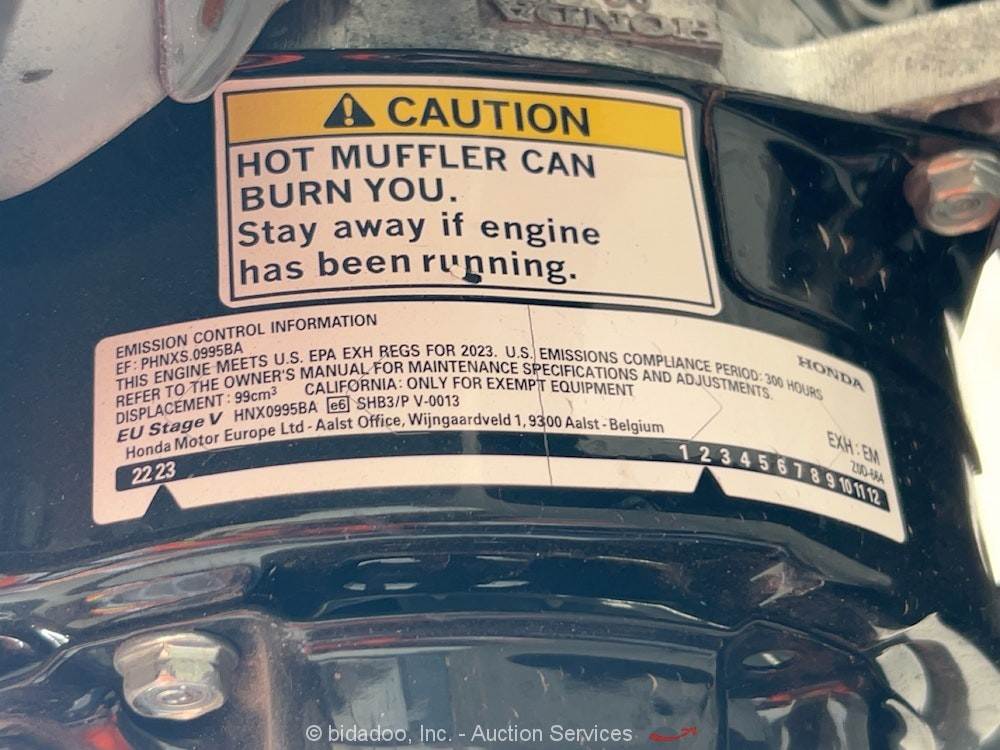 HONDA
⚠ CAUTION
HOT MUFFLER CAN
BURN YOU.
Stay away if engine
has been running.
EMISSION CONTROL INFORMATION
HONDA
EF: PHNXS.0995BA
THIS ENGINE MEETS U.S. EPA EXH REGS FOR 2023. U.S. EMISSIONS COMPLIANCE PERIOD: 300 HOURS
REFER TO THE OWNER'S MANUAL FOR MAINTENANCE SPECIFICATIONS AND ADJUSTMENTS.
DISPLACEMENT : 99cm³ CALIFORNIA: ONLY FOR EXEMPT EQUIPMENT
EU Stage V HNX0995BA e6 SHB3/P V-0013
EXH : EM
Honda Motor Europe Ltd - Aalst Office, Wijngaardveld 1, 9300 Aalst - Belgium
22 23
1 2 3 4 5 6 7 8 9 10 11 12
© bidadoo, Inc. - Auction Services